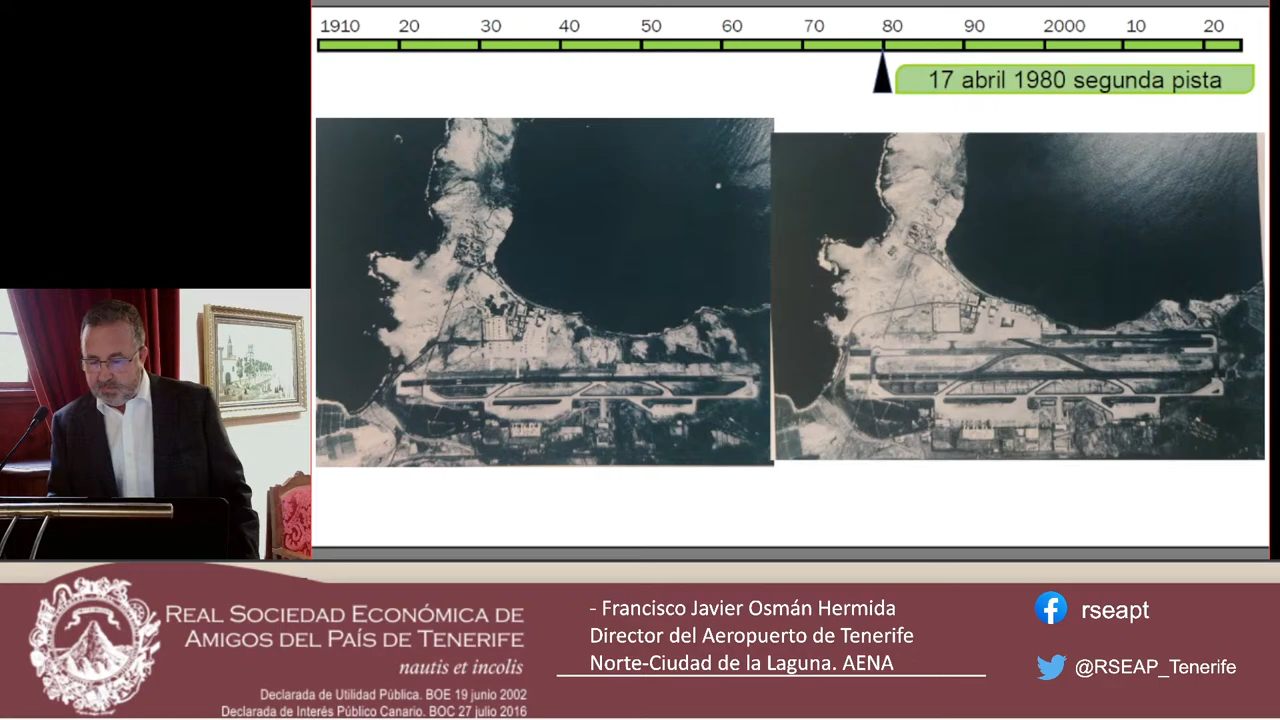 1910 20 30 40 50 60 70 80 90 2000 10 20
17 abril 1980 segunda pista
REAL SOCIEDAD ECONÓMICA DE
AMIGOS DEL PAÍS DE TENERIFE
nautis et incolis
Declarada de Utilidad Pública. BOE 19 junio 2002
Declarada de Interés Público Canario. BOC 27 julio 2016
- Francisco Javier Osmán Hermida
Director del Aeropuerto de Tenerife
Norte-Ciudad de la Laguna. AENA
rseapt
@RSEAP_Tenerife